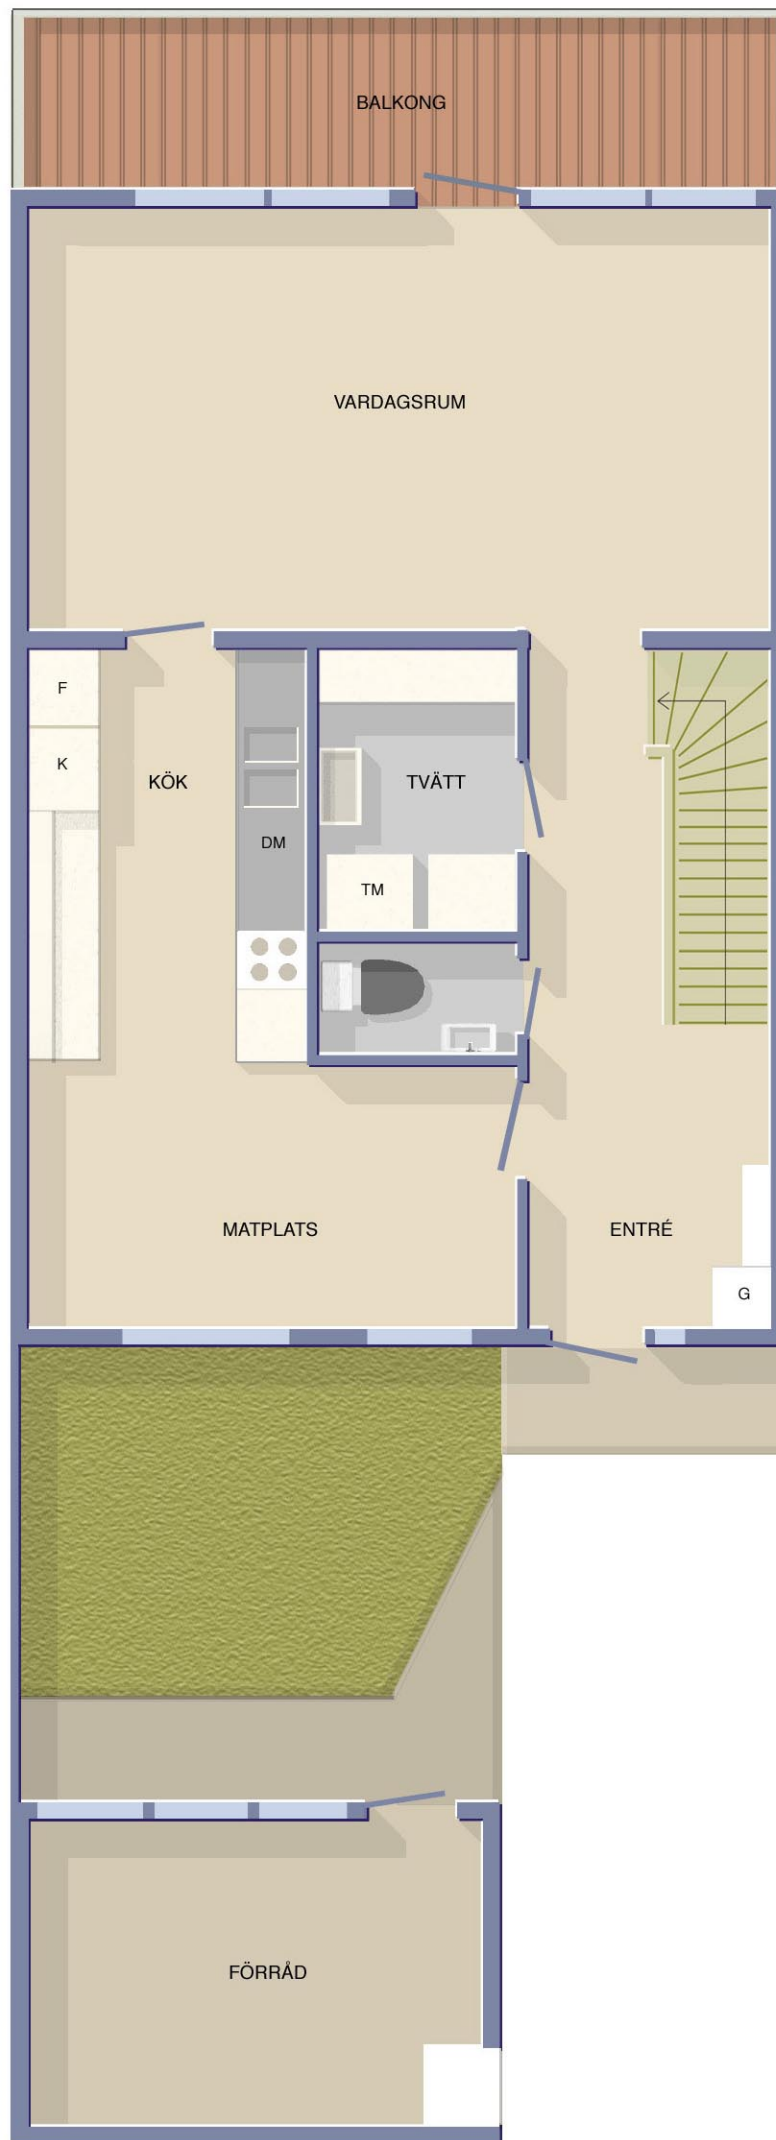 BALKONG
VARDAGSRUM
F
K
KÖK
TVÄTT
DM
TM
MATPLATS
ENTRÉ
G
FÖRRÅD